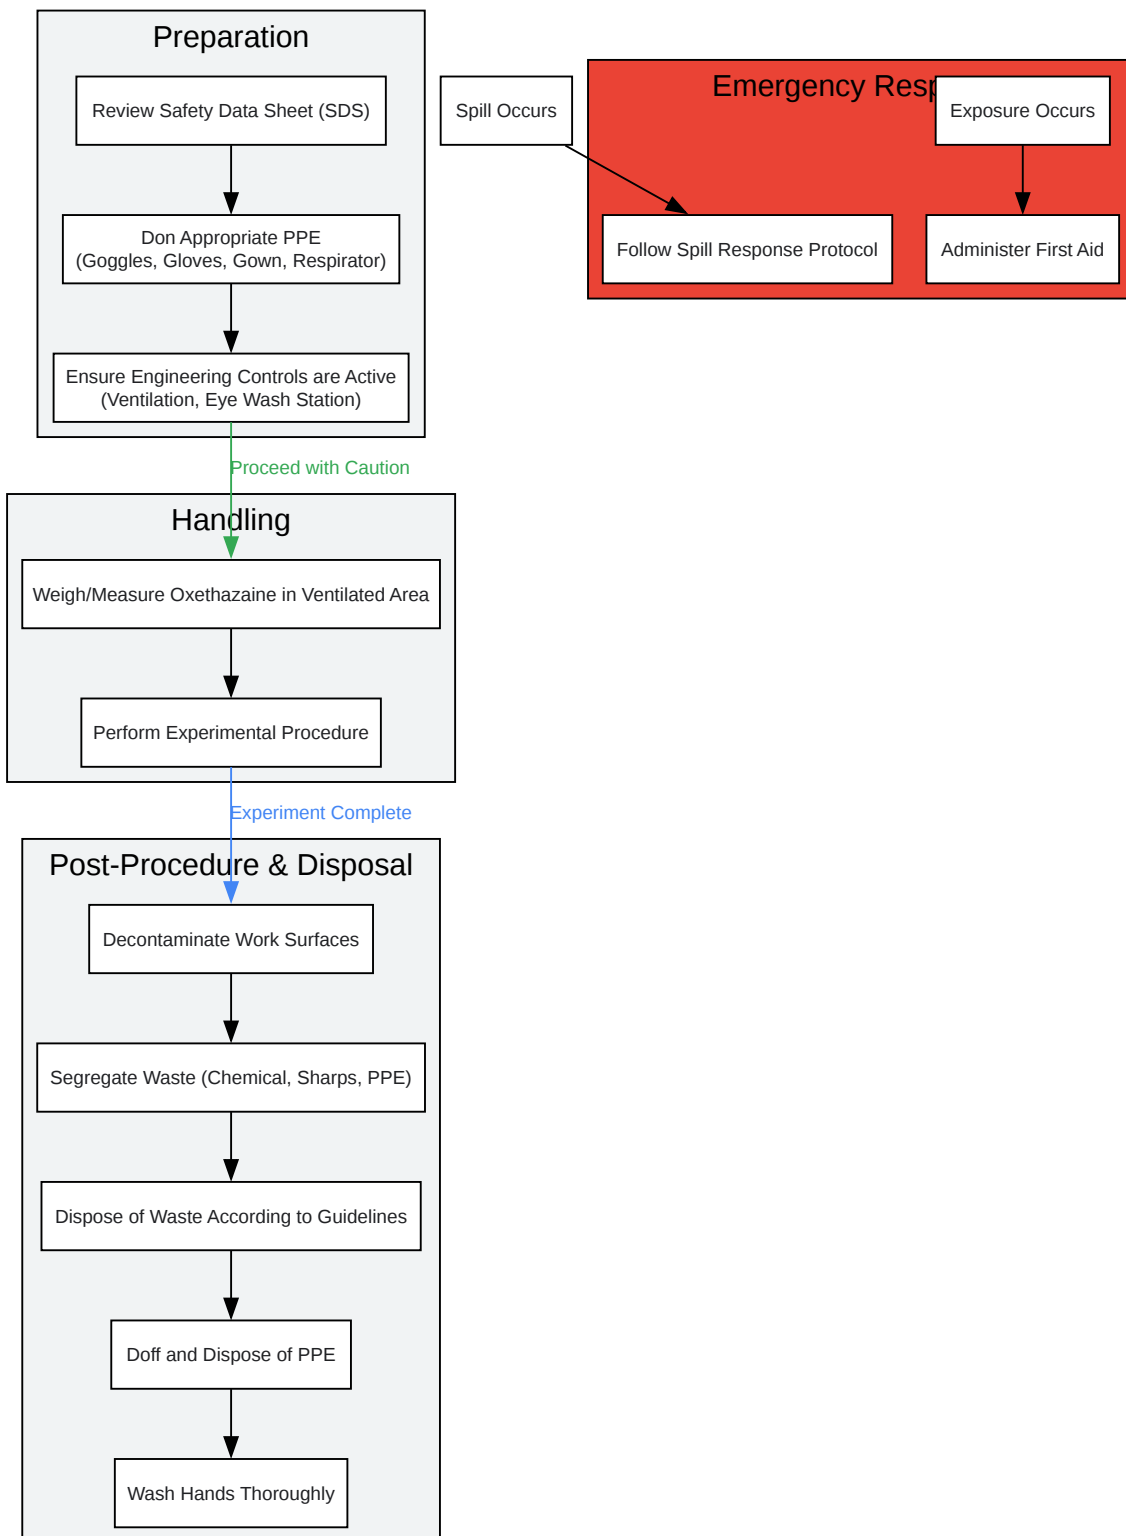 Preparation
Review Safety Data Sheet (SDS)
Don Appropriate PPE
(Goggles, Gloves, Gown, Respirator)
Ensure Engineering Controls are Active
(Ventilation, Eye Wash Station)
Proceed with Caution
Handling
Weigh/Measure Oxethazaine in Ventilated Area
Perform Experimental Procedure
Experiment Complete
Post-Procedure & Disposal
Decontaminate Work Surfaces
Segregate Waste (Chemical, Sharps, PPE)
Dispose of Waste According to Guidelines
Doff and Dispose of PPE
Wash Hands Thoroughly
Spill Occurs
Emergency
Exposure Occurs
Follow Spill Response Protocol
Administer First Aid